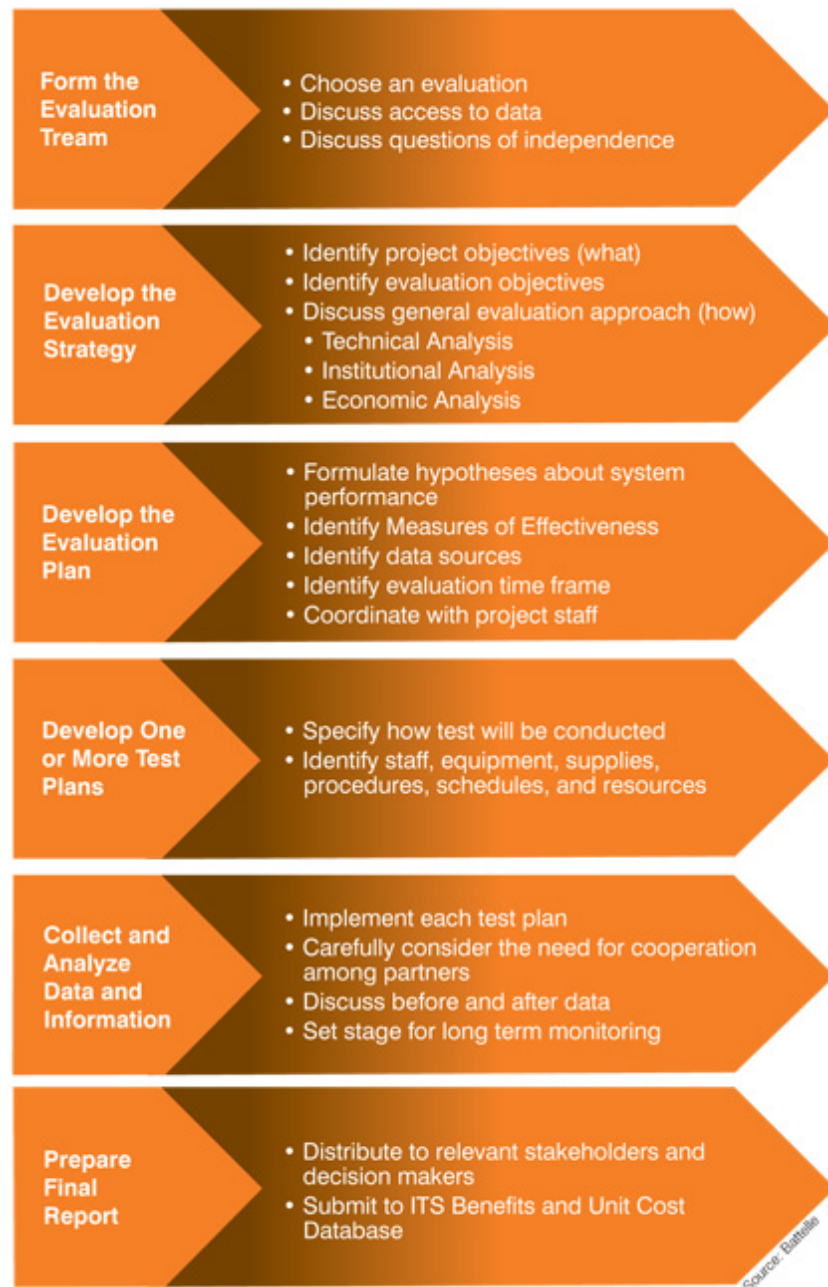 Form the
Evaluation
Tream
• Choose an evaluation
• Discuss access to data
• Discuss questions of independence
Develop the
Evaluation
Strategy
• Identify project objectives (what)
• Identify evaluation objectives
• Discuss general evaluation approach (how)
• Technical Analysis
• Institutional Analysis
• Economic Analysis
Develop the
Evaluation
Plan
• Formulate hypotheses about system
performance
• Identify Measures of Effectiveness
• Identify data sources
• Identify evaluation time frame
• Coordinate with project staff
Develop One
or More Test
Plans
• Specify how test will be conducted
• Identify staff, equipment, supplies,
procedures, schedules, and resources
Collect and
Analyze
Data and
Information
• Implement each test plan
• Carefully consider the need for cooperation
among partners
• Discuss before and after data
• Set stage for long term monitoring
Prepare
Final
Report
• Distribute to relevant stakeholders and
decision makers
• Submit to ITS Benefits and Unit Cost
Database
Source: Battelle